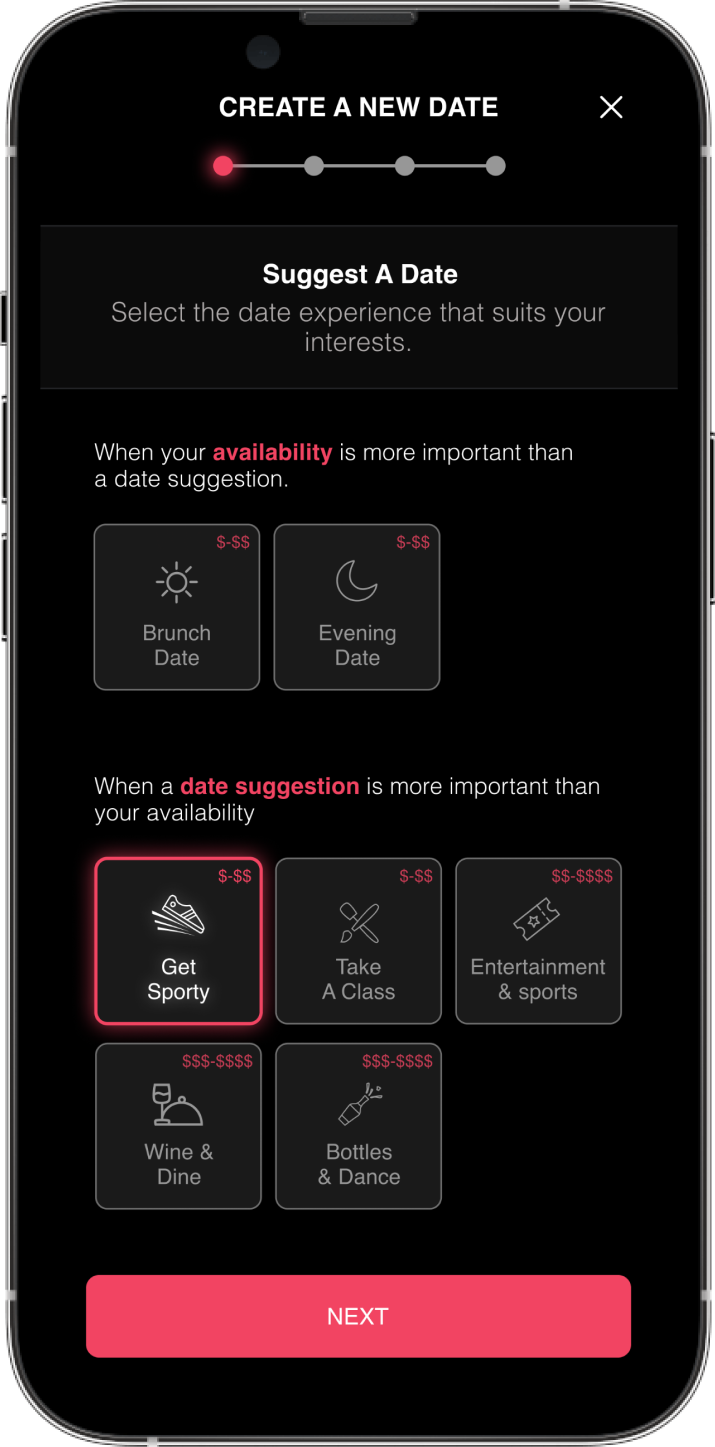 CREATE A NEW DATE
Suggest A Date
Select the date experience that suits your
interests.
When your availability is more important than
a date suggestion.
$-$$
Brunch
Date
$-$$
Evening
Date
When a date suggestion is more important than
your availability
$-$$
Get
Sporty
$-$$
Take
A Class
$$-$$$$
Entertainment
& sports
$$$-$$$$
Wine &
Dine
$$$-$$$$
Bottles
& Dance
NEXT